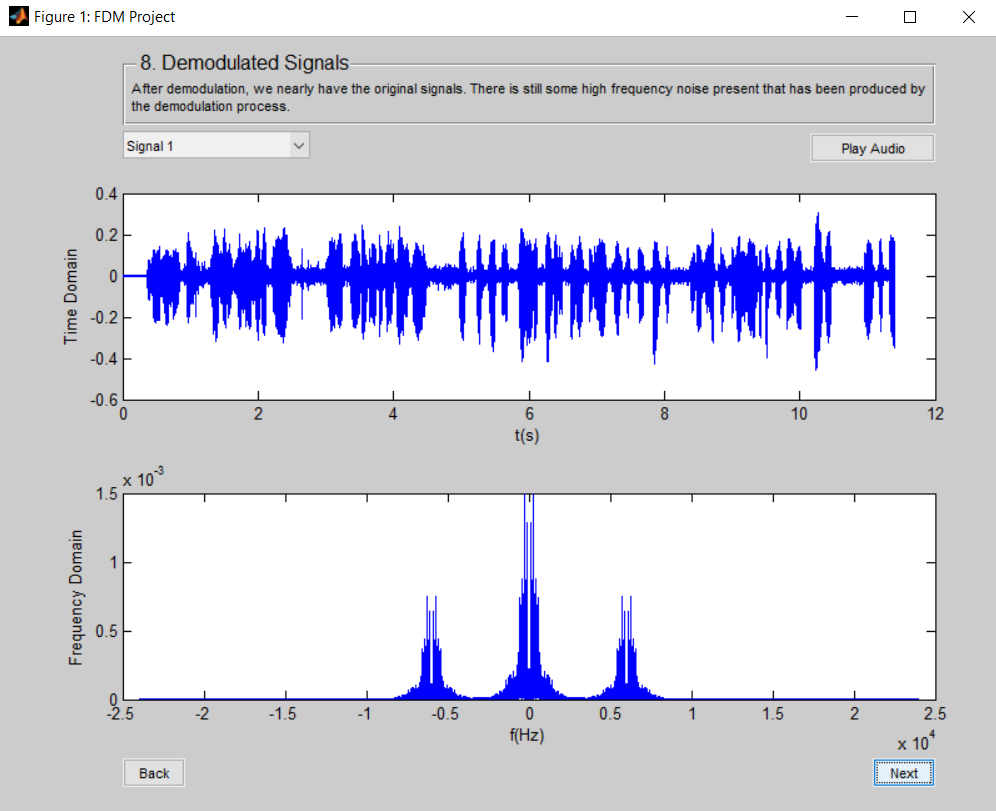 Figure 1: FDM Project
8. Demodulated Signals
After demodulation, we nearly have the original signals. There is still some high frequency noise present that has been produced by
the demodulation process.
Signal 1
Play Audio
0.4
0.2
0
-0.2
-0.4
-0.6
Time Domain
0 2 4 6 8 10 12
t(s)
x 10-3
1.5
1
0.5
0
Frequency Domain
-2.5 -2 -1.5 -1 -0.5 0 0.5 1 1.5 2 2.5
f(Hz)
x 104
Back
Next